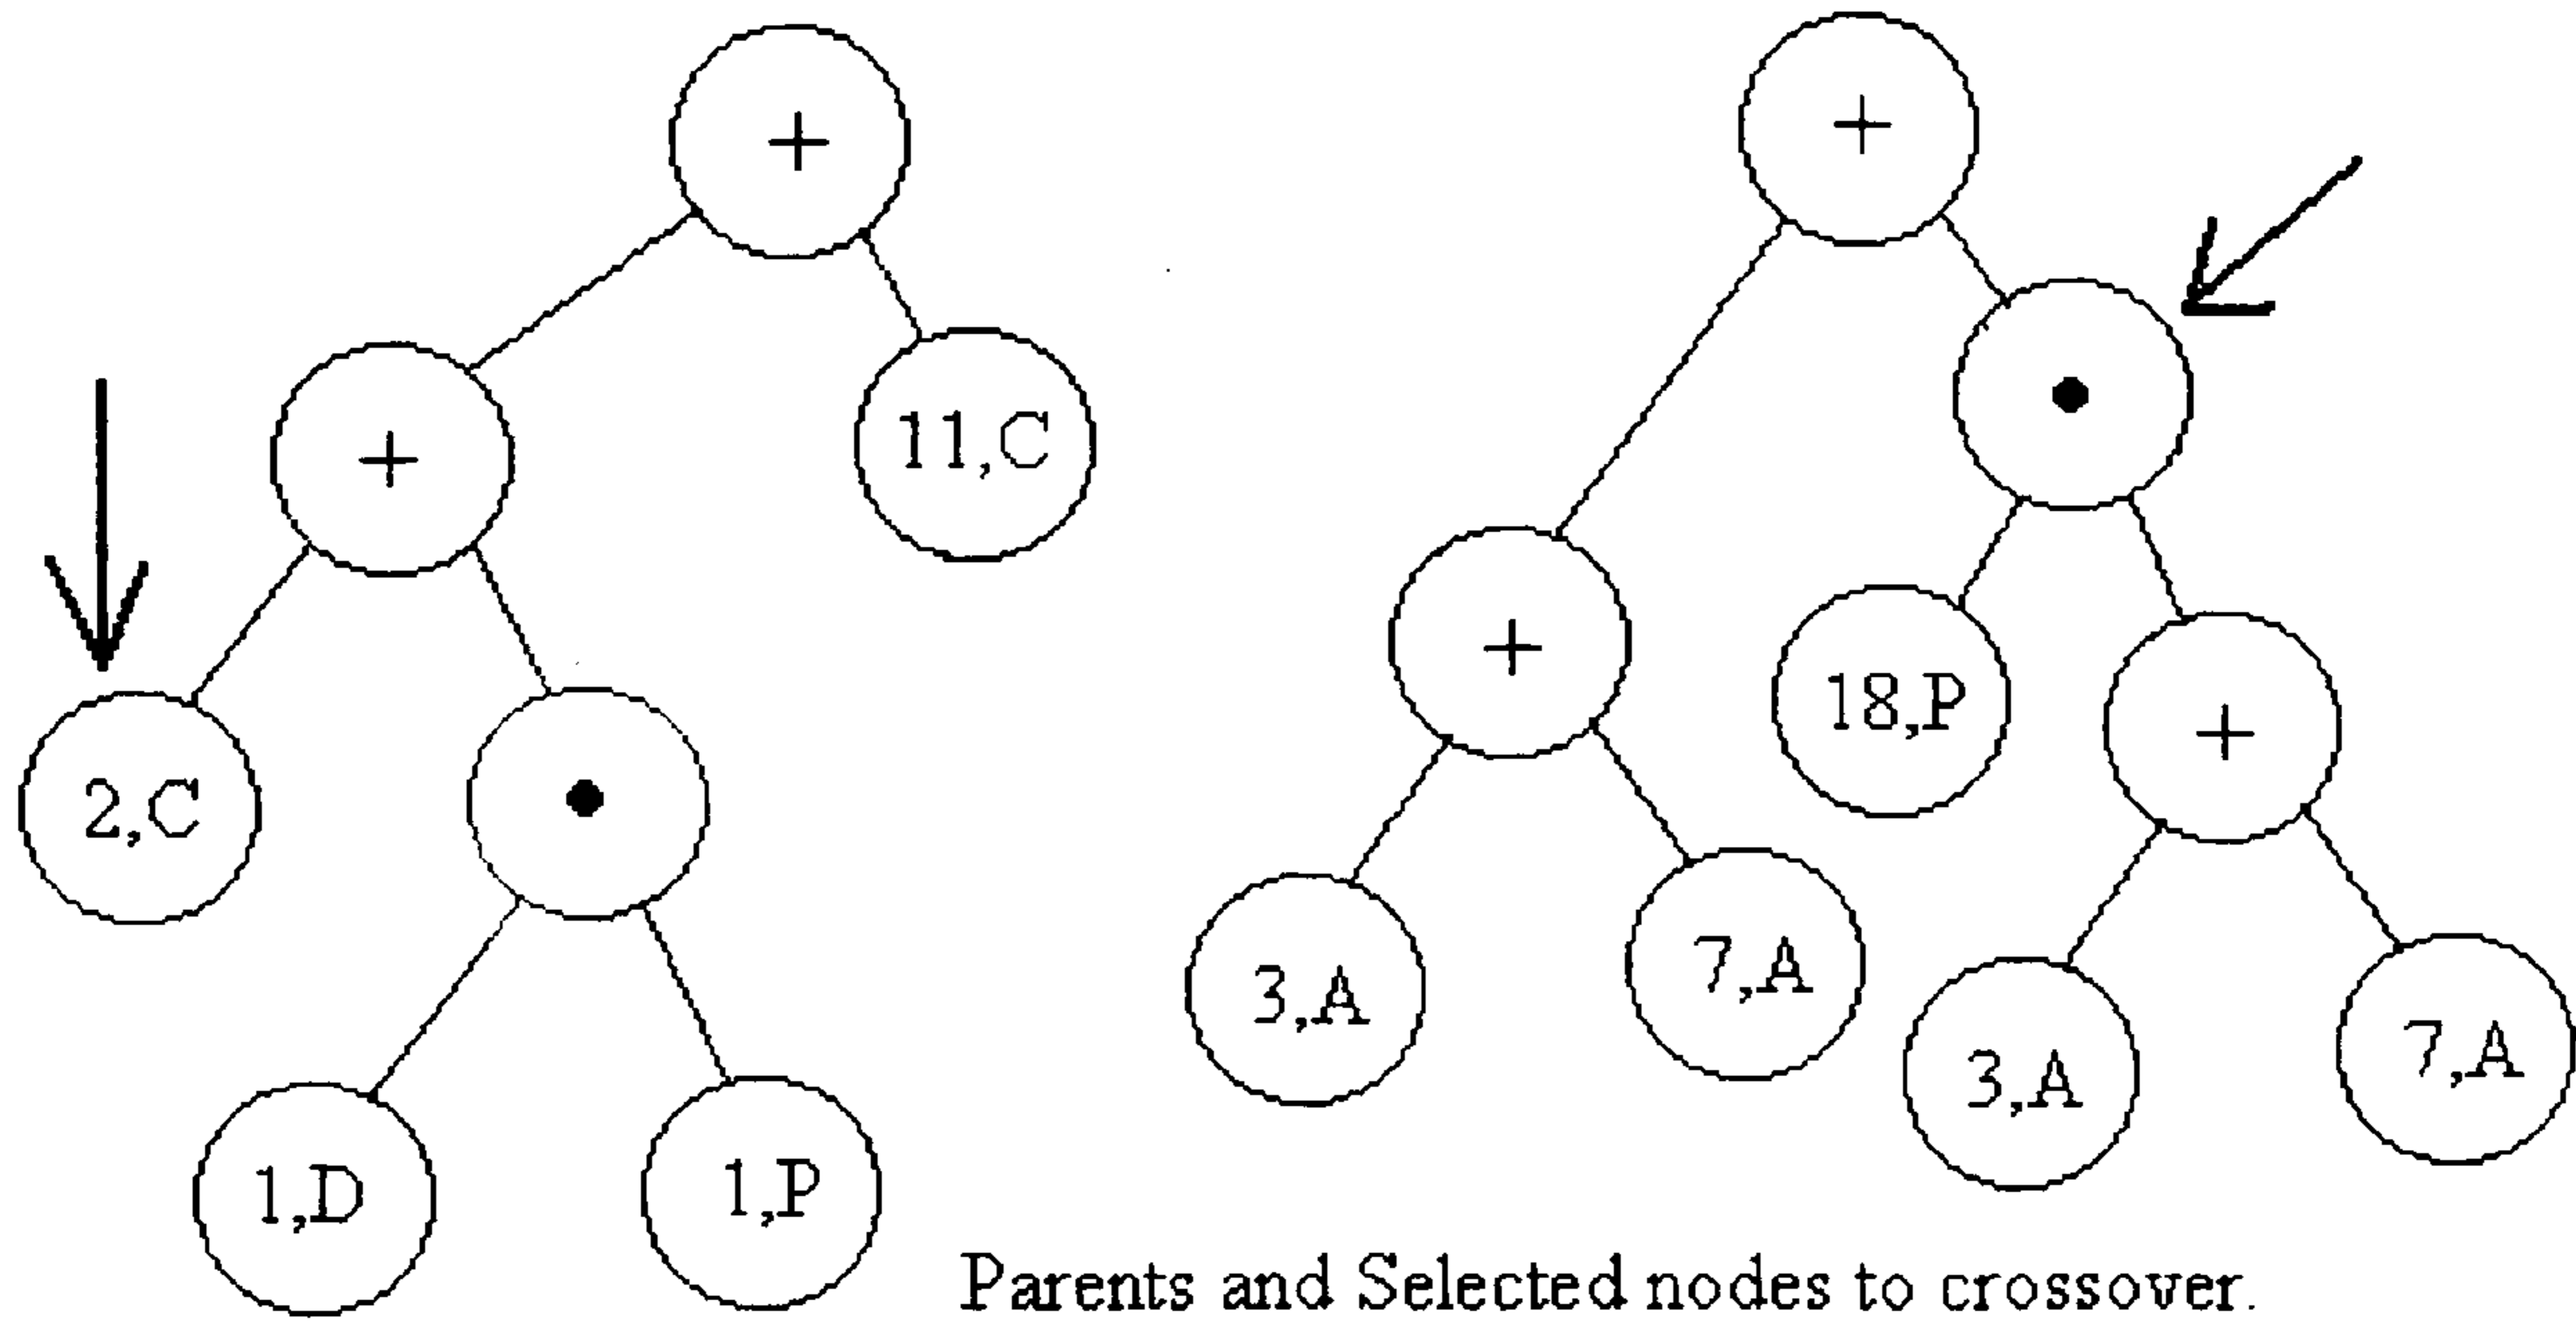 +
+
+
11,C
•
+
18,P
+
2,C
•
3,A
7,A
3,A
7,A
1,D
1,P
Parents and Selected nodes to crossover.